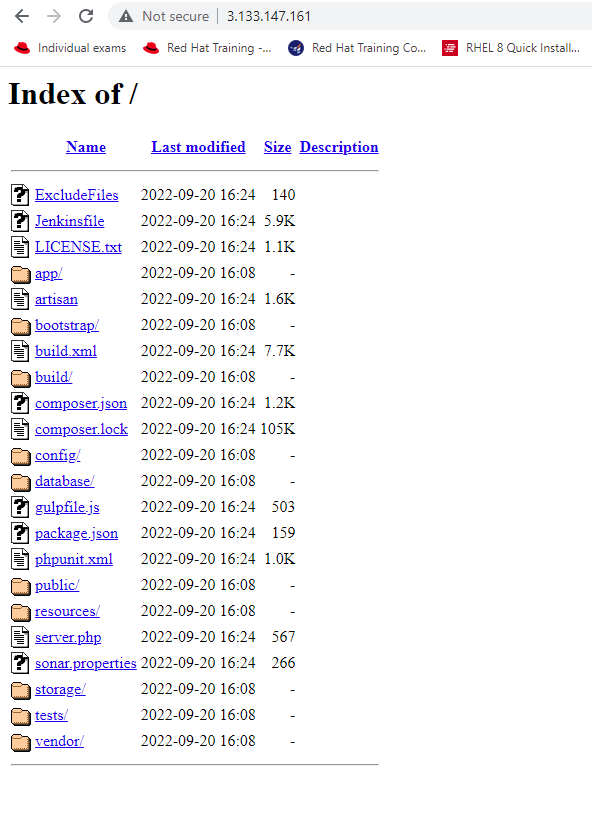 Not secure | 3.133.147.161
Individual exams Red Hat Training -... Red Hat Training Co... RHEL 8 Quick Install...
Index of /
Name Last modified Size Description
ExcludeFiles 2022-09-20 16:24 140
Jenkinsfile 2022-09-20 16:24 5.9K
LICENSE.txt 2022-09-20 16:24 1.1K
app/ 2022-09-20 16:08 -
artisan 2022-09-20 16:24 1.6K
bootstrap/ 2022-09-20 16:08 -
build.xml 2022-09-20 16:24 7.7K
build/ 2022-09-20 16:08 -
composer.json 2022-09-20 16:24 1.2K
composer.lock 2022-09-20 16:24 105K
config/ 2022-09-20 16:08 -
database/ 2022-09-20 16:08 -
gulpfile.js 2022-09-20 16:24 503
package.json 2022-09-20 16:24 159
phpunit.xml 2022-09-20 16:24 1.0K
public/ 2022-09-20 16:08 -
resources/ 2022-09-20 16:08 -
server.php 2022-09-20 16:24 567
sonar.properties 2022-09-20 16:24 266
storage/ 2022-09-20 16:08 -
tests/ 2022-09-20 16:08 -
vendor/ 2022-09-20 16:08 -